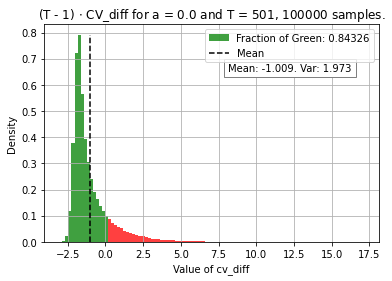 (T - 1) · CV_diff for a = 0.0 and T = 501, 100000 samples.
Fraction of Green: 0.84326
Mean
Mean: -1.009. Var: 1.973
Density
0.8
0.7
0.6
0.5
0.4
0.3
0.2
0.1
0.0
−2.5 0.0 2.5 5.0 7.5 10.0 12.5 15.0 17.5
Value of cv_diff